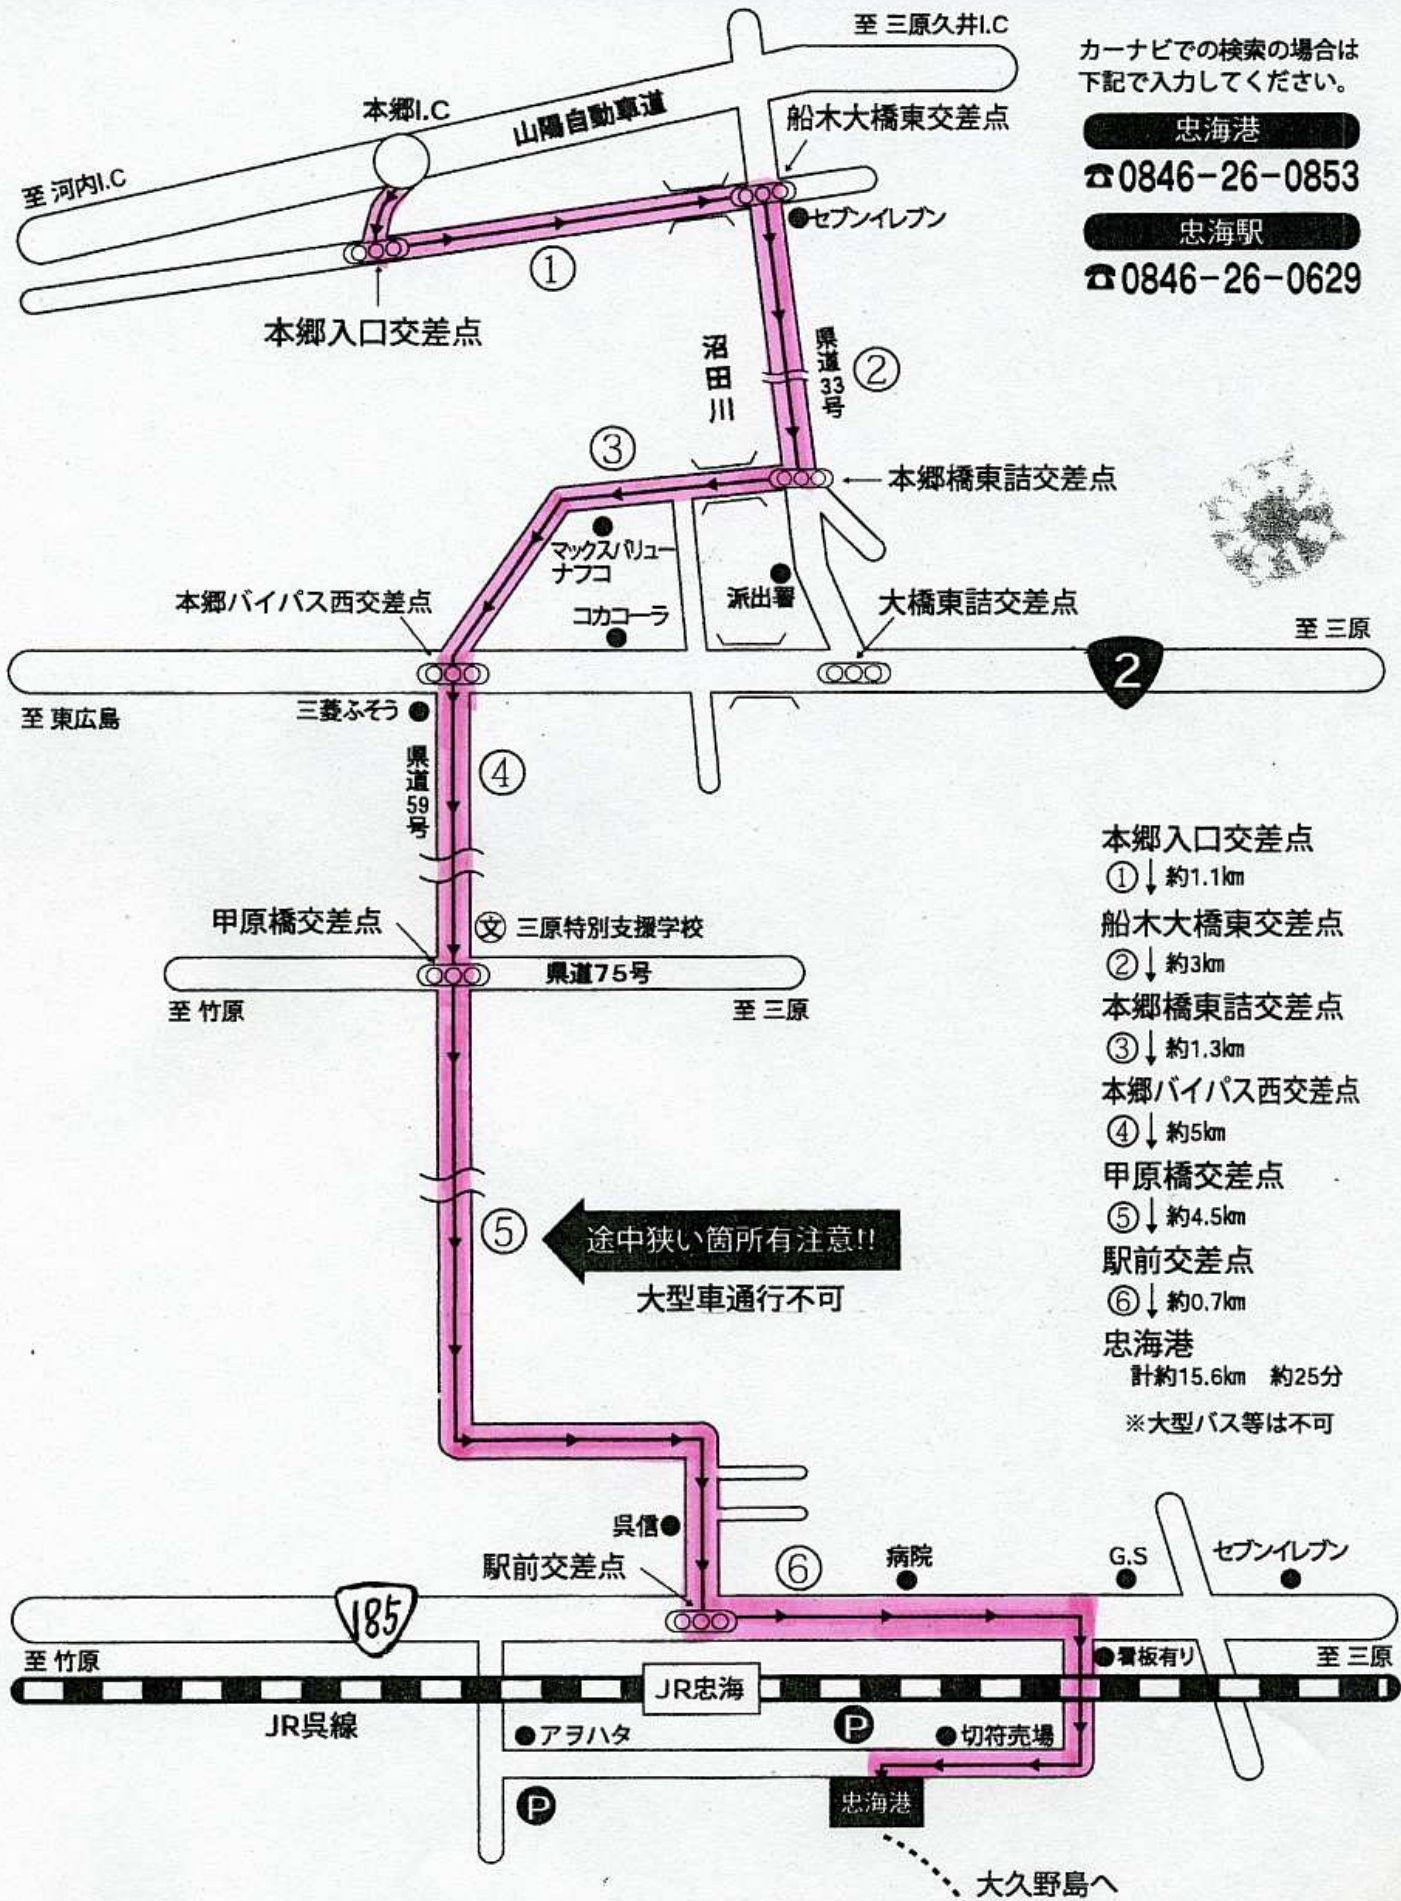 至 三原久井I.C
カーナビでの検索の場合は
下記で入力してください。
忠海港
☎0846-26-0853
忠海駅
☎0846-26-0629
本郷I.C
山陽自動車道
船木大橋東交差点
至 河内I.C
セブンイレブン
①
本郷入口交差点
沼田川
県道33号
②
③
本郷橋東詰交差点
マックスバリュー
ナフコ
本郷バイパス西交差点
コカコーラ
派出署
大橋東詰交差点
至 三原
2
至 東広島
三菱ふそう
県道59号
④
甲原橋交差点
文 三原特別支援学校
県道75号
至 竹原
至 三原
本郷入口交差点
①↓約1.1km
船木大橋東交差点
②↓約3km
本郷橋東詰交差点
③↓約1.3km
本郷バイパス西交差点
④↓約5km
甲原橋交差点
⑤↓約4.5km
駅前交差点
⑥↓約0.7km
忠海港
計約15.6km 約25分
※大型バス等は不可
⑤
途中狭い箇所有注意!!
大型車通行不可
呉信
駅前交差点
⑥
病院
G.S
セブンイレブン
185
至 竹原
看板有り
至 三原
JR忠海
JR呉線
アヲハタ
P
切符売場
P
忠海港
大久野島へ